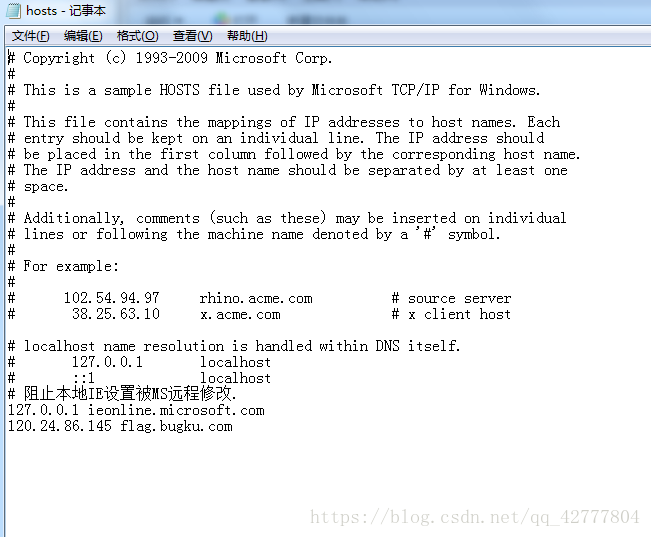 hosts - 记事本
文件(F) 编辑(E) 格式(O) 查看(V) 帮助(H)
# Copyright (c) 1993-2009 Microsoft Corp.
#
# This is a sample HOSTS file used by Microsoft TCP/IP for Windows.
#
# This file contains the mappings of IP addresses to host names. Each
# entry should be kept on an individual line. The IP address should
# be placed in the first column followed by the corresponding host name.
# The IP address and the host name should be separated by at least one
# space.
#
# Additionally, comments (such as these) may be inserted on individual
# lines or following the machine name denoted by a '#' symbol.
#
# For example:
#
#      102.54.94.97     rhino.acme.com          # source server
#       38.25.63.10     x.acme.com              # x client host

# localhost name resolution is handled within DNS itself.
#       127.0.0.1       localhost
#       ::1             localhost
# 阻止本地IE设置被MS远程修改.
127.0.0.1 ieonline.microsoft.com
120.24.86.145 flag.bugku.com
https://blog.csdn.net/qq_42777804